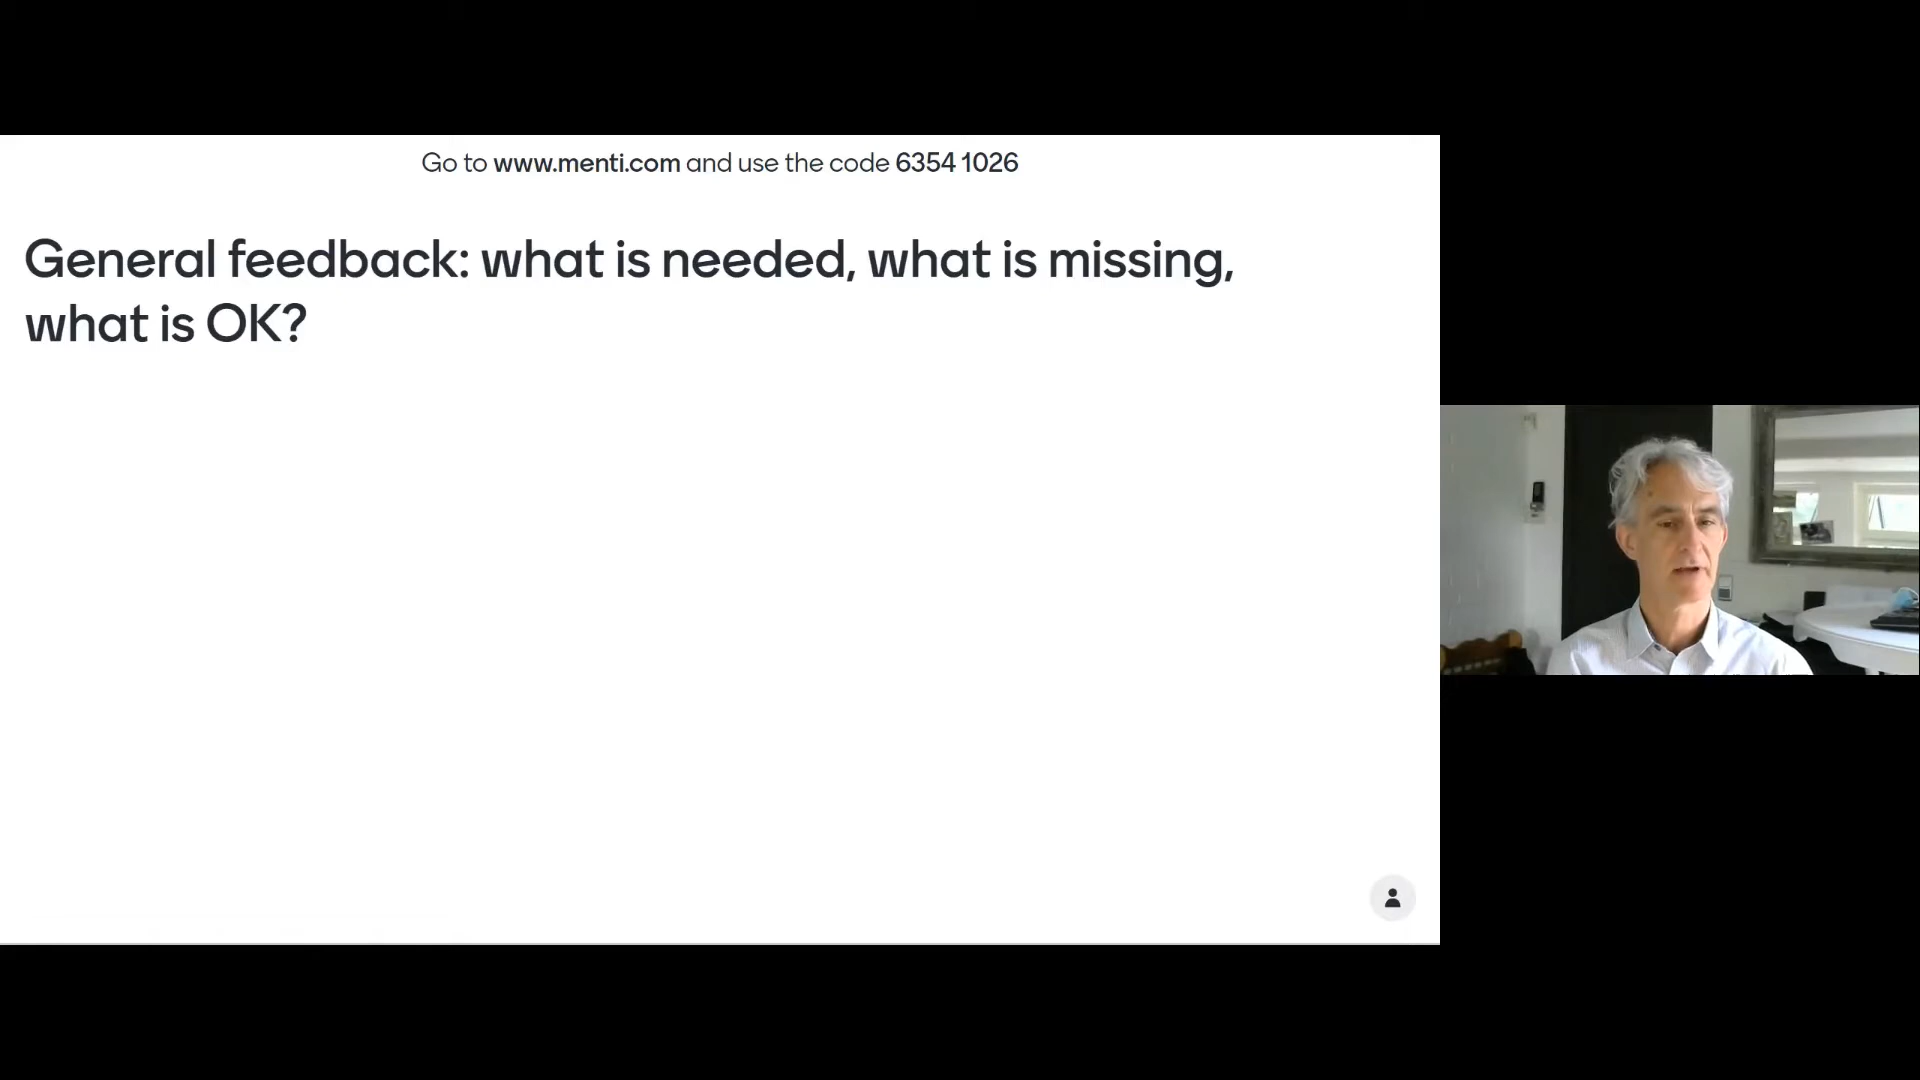 Go to www.menti.com and use the code 6354 1026
General feedback: what is needed, what is missing,
what is OK?